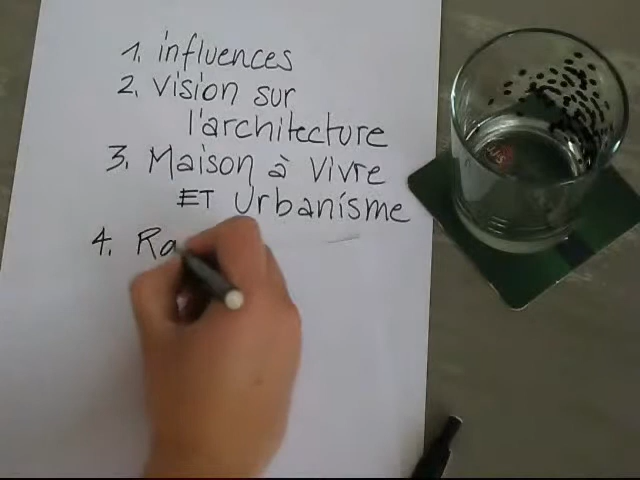 1. influences
2. Vision sur
l'architecture
3. Maison à Vivre
ET Urbanisme
4. Ra